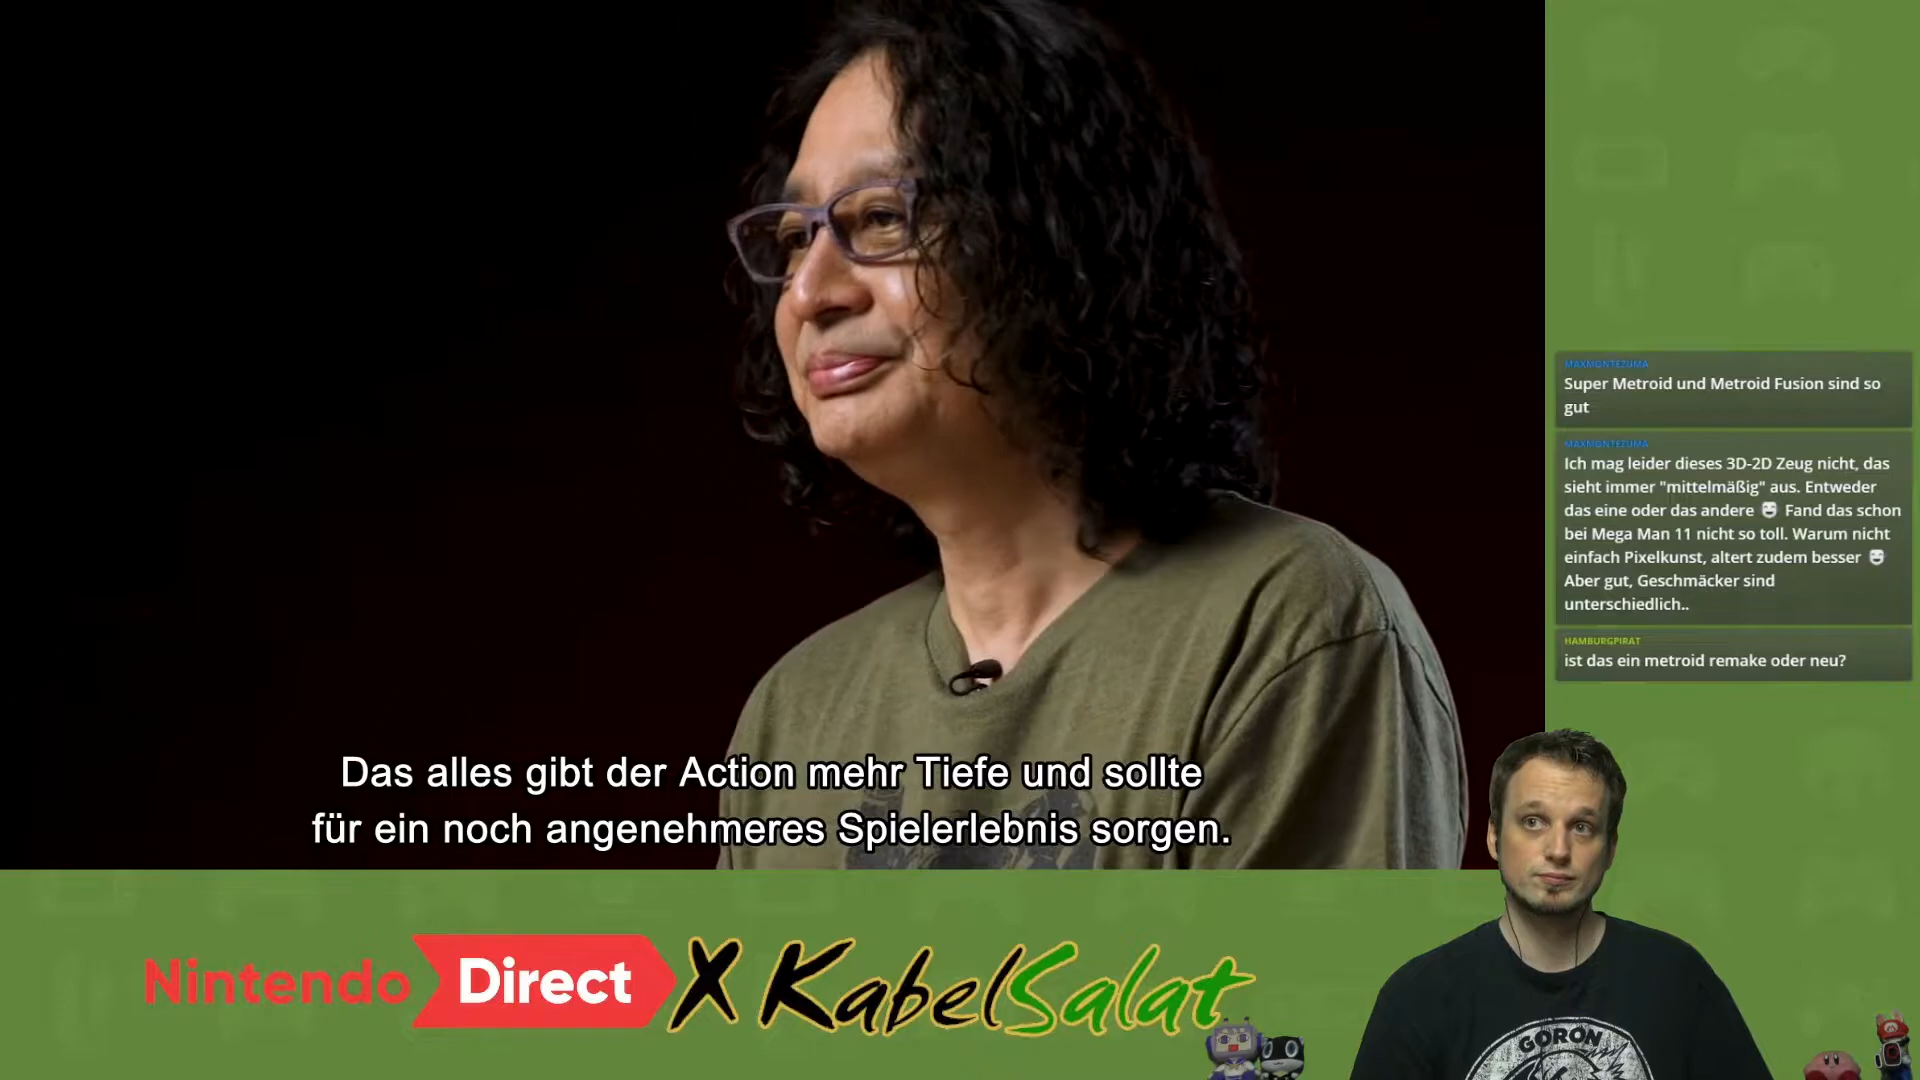 MAXMONTEZUMA
Super Metroid und Metroid Fusion sind so
gut
MAXMONTEZUMA
Ich mag leider dieses 3D-2D Zeug nicht, das
sieht immer "mittelmäßig" aus. Entweder
das eine oder das andere Fand das schon
bei Mega Man 11 nicht so toll. Warum nicht
einfach Pixelkunst, altert zudem besser
Aber gut, Geschmäcker sind
unterschiedlich..
HAMBURGPIRAT
ist das ein metroid remake oder neu?
Das alles gibt der Action mehr Tiefe und sollte
für ein noch angenehmeres Spielerlebnis sorgen.
Nintendo Direct X KabelSalat
GORON